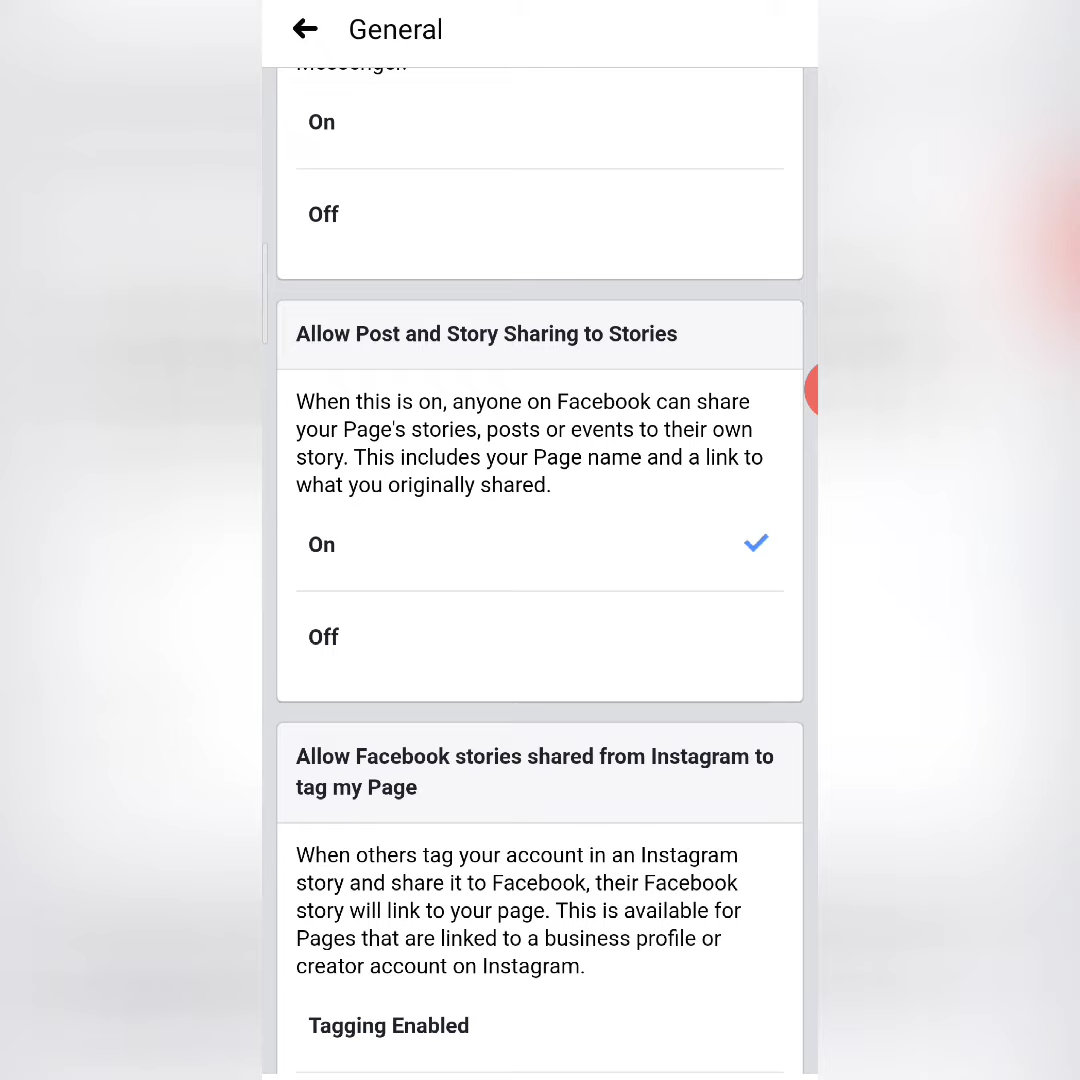 General
Messenger.
On
Off
Allow Post and Story Sharing to Stories
When this is on, anyone on Facebook can share
your Page's stories, posts or events to their own
story. This includes your Page name and a link to
what you originally shared.
On
Off
Allow Facebook stories shared from Instagram to
tag my Page
When others tag your account in an Instagram
story and share it to Facebook, their Facebook
story will link to your page. This is available for
Pages that are linked to a business profile or
creator account on Instagram.
Tagging Enabled